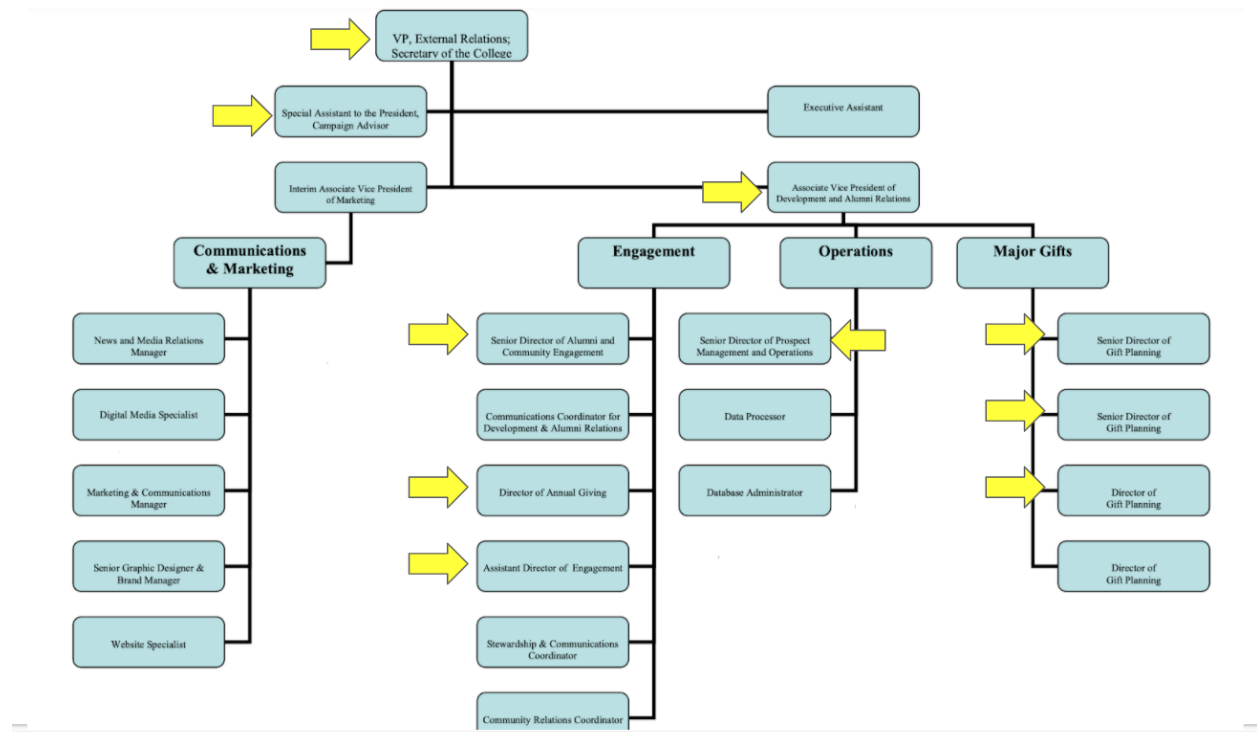 VP, External Relations;
Secretary of the College
Special Assistant to the President,
Campaign Advisor
Executive Assistant
Interim Associate Vice President
of Marketing
Associate Vice President of
Development and Alumni Relations
Communications
& Marketing
Engagement
Operations
Major Gifts
News and Media Relations
Manager
Digital Media Specialist
Marketing & Communications
Manager
Senior Graphic Designer &
Brand Manager
Website Specialist
Senior Director of Alumni and
Community Engagement
Communications Coordinator for
Development & Alumni Relations
Director of Annual Giving
Assistant Director of Engagement
Stewardship & Communications
Coordinator
Community Relations Coordinator
Senior Director of Prospect
Management and Operations
Data Processor
Database Administrator
Senior Director of
Gift Planning
Senior Director of
Gift Planning
Director of
Gift Planning
Director of
Gift Planning